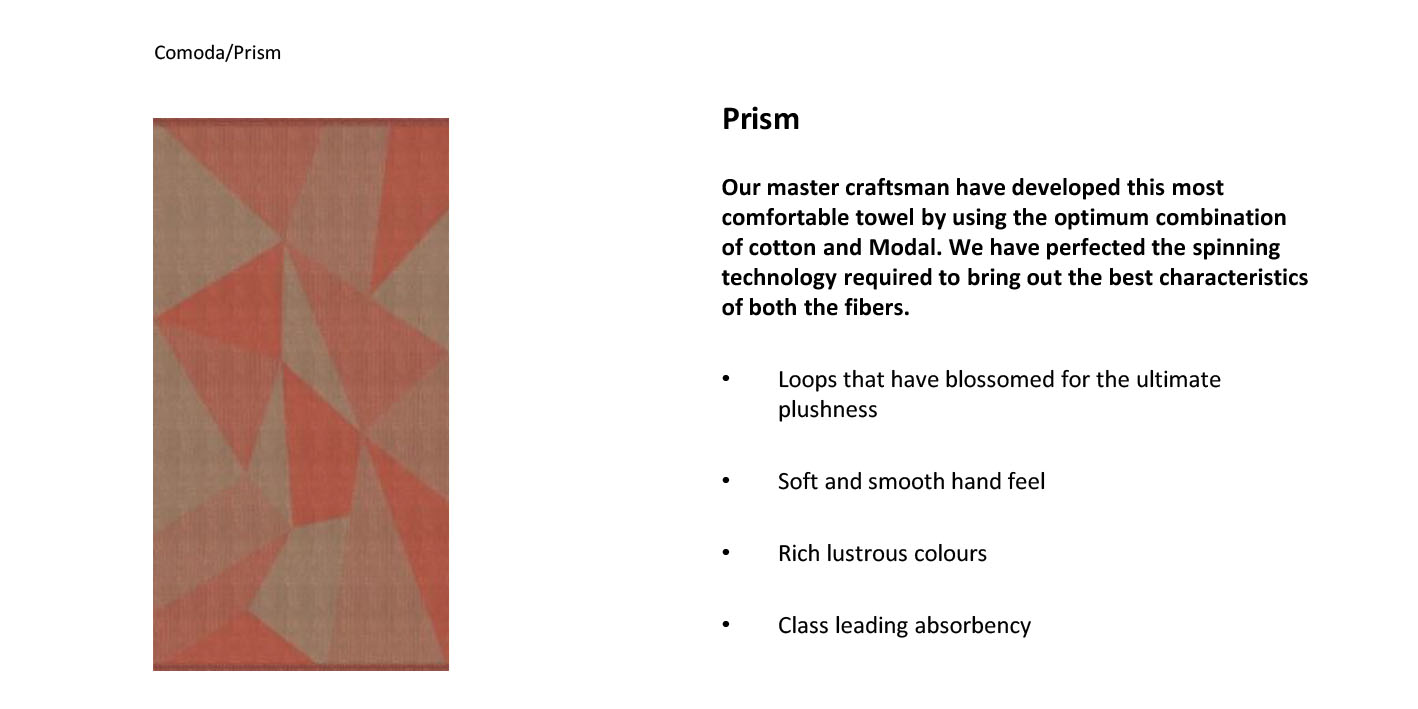 Comoda/Prism
Prism
Our master craftsman have developed this most
comfortable towel by using the optimum combination
of cotton and Modal. We have perfected the spinning
technology required to bring out the best characteristics
of both the fibers.
• Loops that have blossomed for the ultimate
plushness
• Soft and smooth hand feel
• Rich lustrous colours
• Class leading absorbency